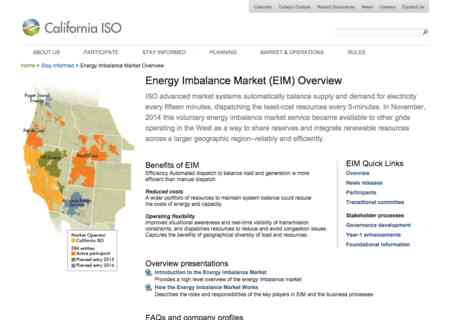 Calendar Today's Outlook Recent Documents News Careers Contact Us
California ISO
ABOUT US PARTICIPATE STAY INFORMED PLANNING MARKET & OPERATIONS RULES
Home > Stay Informed > Energy Imbalance Market Overview
Energy Imbalance Market (EIM) Overview
ISO advanced market systems automatically balance supply and demand for electricity
every fifteen minutes, dispatching the least-cost resources every 5-minutes. In November,
2014 this voluntary energy imbalance market service became available to other grids
operating in the West as a way to share reserves and integrate renewable resources
across a larger geographic region–reliably and efficiently.
Puget Sound
Energy
PacifiCorp
PacifiCorp
California ISO
Market Operator
California ISO
EIM entities
Active participant
Planned entry 2015
Planned entry 2016
Benefits of EIM
Efficiency Automated dispatch to balance load and generation is more
efficient than manual dispatch
Reduced costs
A wider portfolio of resources to maintain system balance could reduce
the costs of energy and capacity.
Operating flexibility
Improved situational awareness and real-time visibility of transmission
constraints, and dispatches resources to reduce and avoid congestion issues
Captures the benefits of geographical diversity of load and resources.
EIM Quick Links
Overview
News releases
Participants
Transitional committee
Stakeholder processes
Governance development
Year-1 enhancements
Foundational information
Overview presentations
Introduction to the Energy Imbalance Market
Provides a high level overview of the energy imbalance market
How the Energy Imbalance Market Works
Describes the roles and responsibilities of the key players in EIM and the business processes
FAQs and company profiles